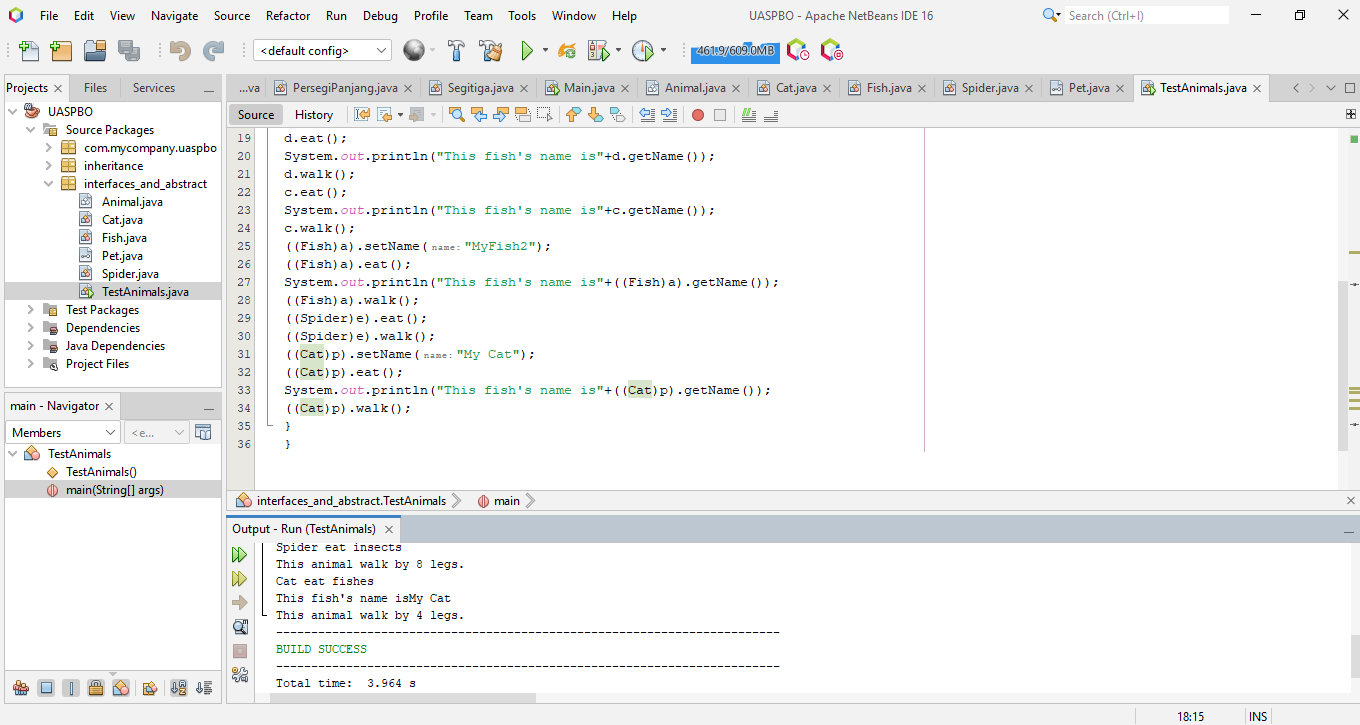 File Edit View Navigate Source Refactor Run Debug Profile Team Tools Window Help
UASPBO - Apache NetBeans IDE 16
Search (Ctrl+I)
<default config>
461.9/609.0MB
Projects Files Services
...va PersegiPanjang.java Segitiga.java Main.java Animal.java Cat.java Fish.java Spider.java Pet.java TestAnimals.java
UASPBO
Source Packages
com.mycompany.uaspbo
inheritance
interfaces_and_abstract
Animal.java
Cat.java
Fish.java
Pet.java
Spider.java
TestAnimals.java
Test Packages
Dependencies
Java Dependencies
Project Files
main - Navigator
Members
<e...
TestAnimals
TestAnimals()
main(String[] args)
Source History
19 d.eat();
20 System.out.println("This fish's name is"+d.getName());
21 d.walk();
22 c.eat();
23 System.out.println("This fish's name is"+c.getName());
24 c.walk();
25 ((Fish)a).setName(name:"MyFish2");
26 ((Fish)a).eat();
27 System.out.println("This fish's name is"+((Fish)a).getName());
28 ((Fish)a).walk();
29 ((Spider)e).eat();
30 ((Spider)e).walk();
31 ((Cat)p).setName(name:"My Cat");
32 ((Cat)p).eat();
33 System.out.println("This fish's name is"+((Cat)p).getName());
34 ((Cat)p).walk();
35 }
36 }
interfaces_and_abstract.TestAnimals main
Output - Run (TestAnimals)
Spider eat insects
This animal walk by 8 legs.
Cat eat fishes
This fish's name isMy Cat
This animal walk by 4 legs.
------------------------------------------------------------------------
BUILD SUCCESS
------------------------------------------------------------------------
Total time:  3.964 s
18:15 INS